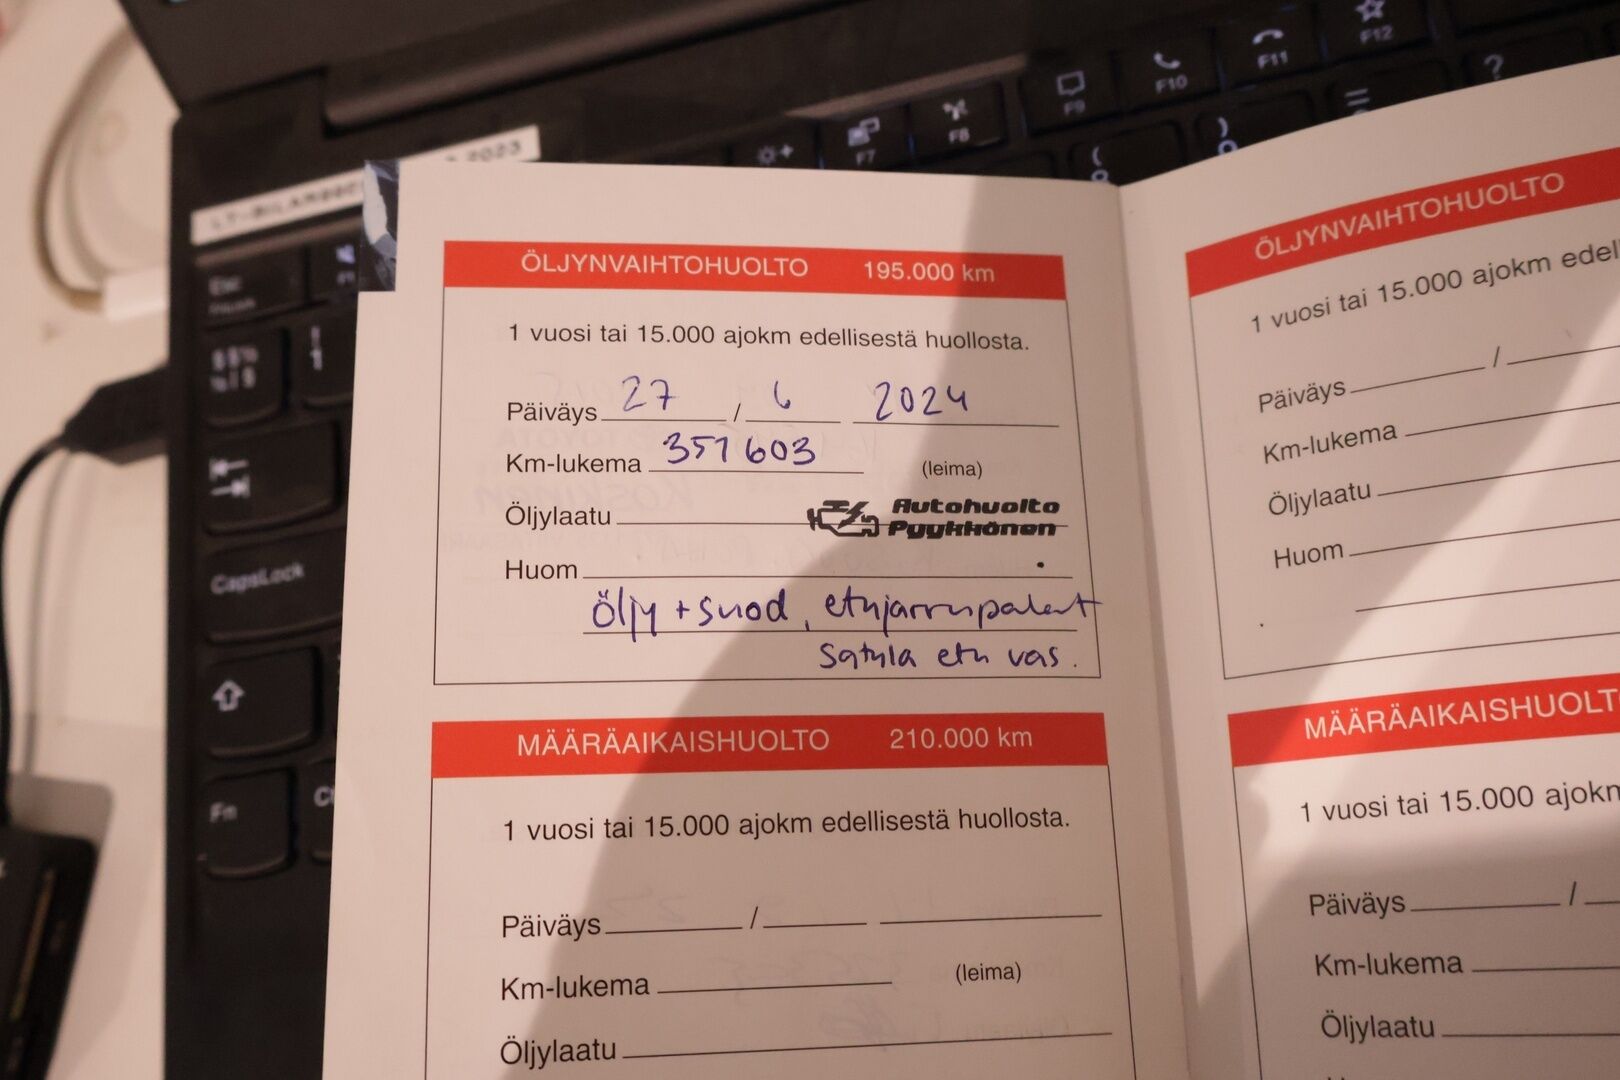 2023
F7
F8
F9
F10
F11
F12
Esc
F1
CapsLock
Fn
ÖLJYNVAIHTOHUOLTO 195.000 km
1 vuosi tai 15.000 ajokm edellisestä huollosta.
Päiväys 27 / 6 2024
Km-lukema 357603 (leima)
Öljylaatu
Autohuolto
Pyykkönen
Huom
Öljy + suod, etujarrupalat
Satula etu vas.
MÄÄRÄAIKAISHUOLTO 210.000 km
1 vuosi tai 15.000 ajokm edellisestä huollosta.
Päiväys / 
Km-lukema (leima)
Öljylaatu
ÖLJYNVAIHTOHUOLTO
1 vuosi tai 15.000 ajokm edel
Päiväys /
Km-lukema
Öljylaatu
Huom
MÄÄRÄAIKAISHUOLT
1 vuosi tai 15.000 ajokm
Päiväys /
Km-lukema
Öljylaatu